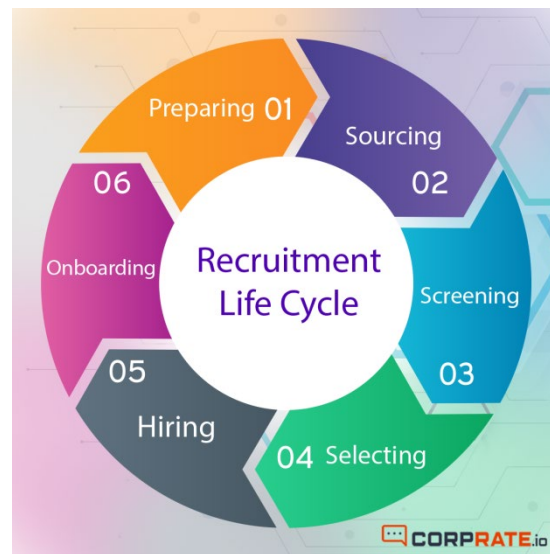 Preparing 01
Sourcing
02
Screening
03
04 Selecting
05
Hiring
06
Onboarding
Recruitment
Life Cycle
CORPRATE.io